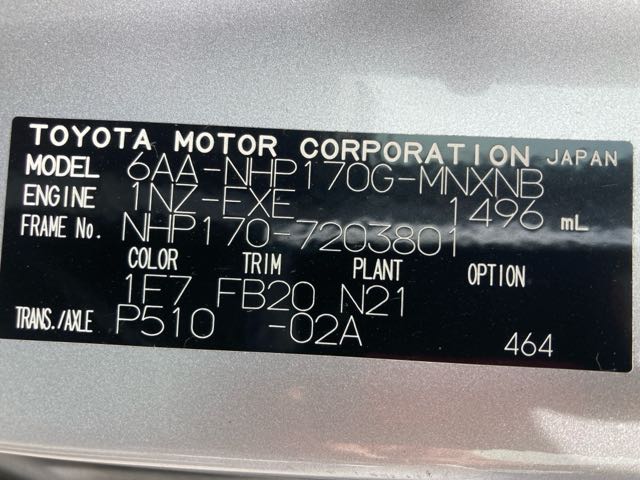 TOYOTA MOTOR CORPORATION JAPAN
MODEL 6AA-NHP170G-MNXNB
ENGINE 1NZ-EXE 1496 mL
FRAME No. NHP170-7203801
COLOR TRIM PLANT OPTION
1F7 FB20 N21
TRANS./AXLE P510 -02A
464